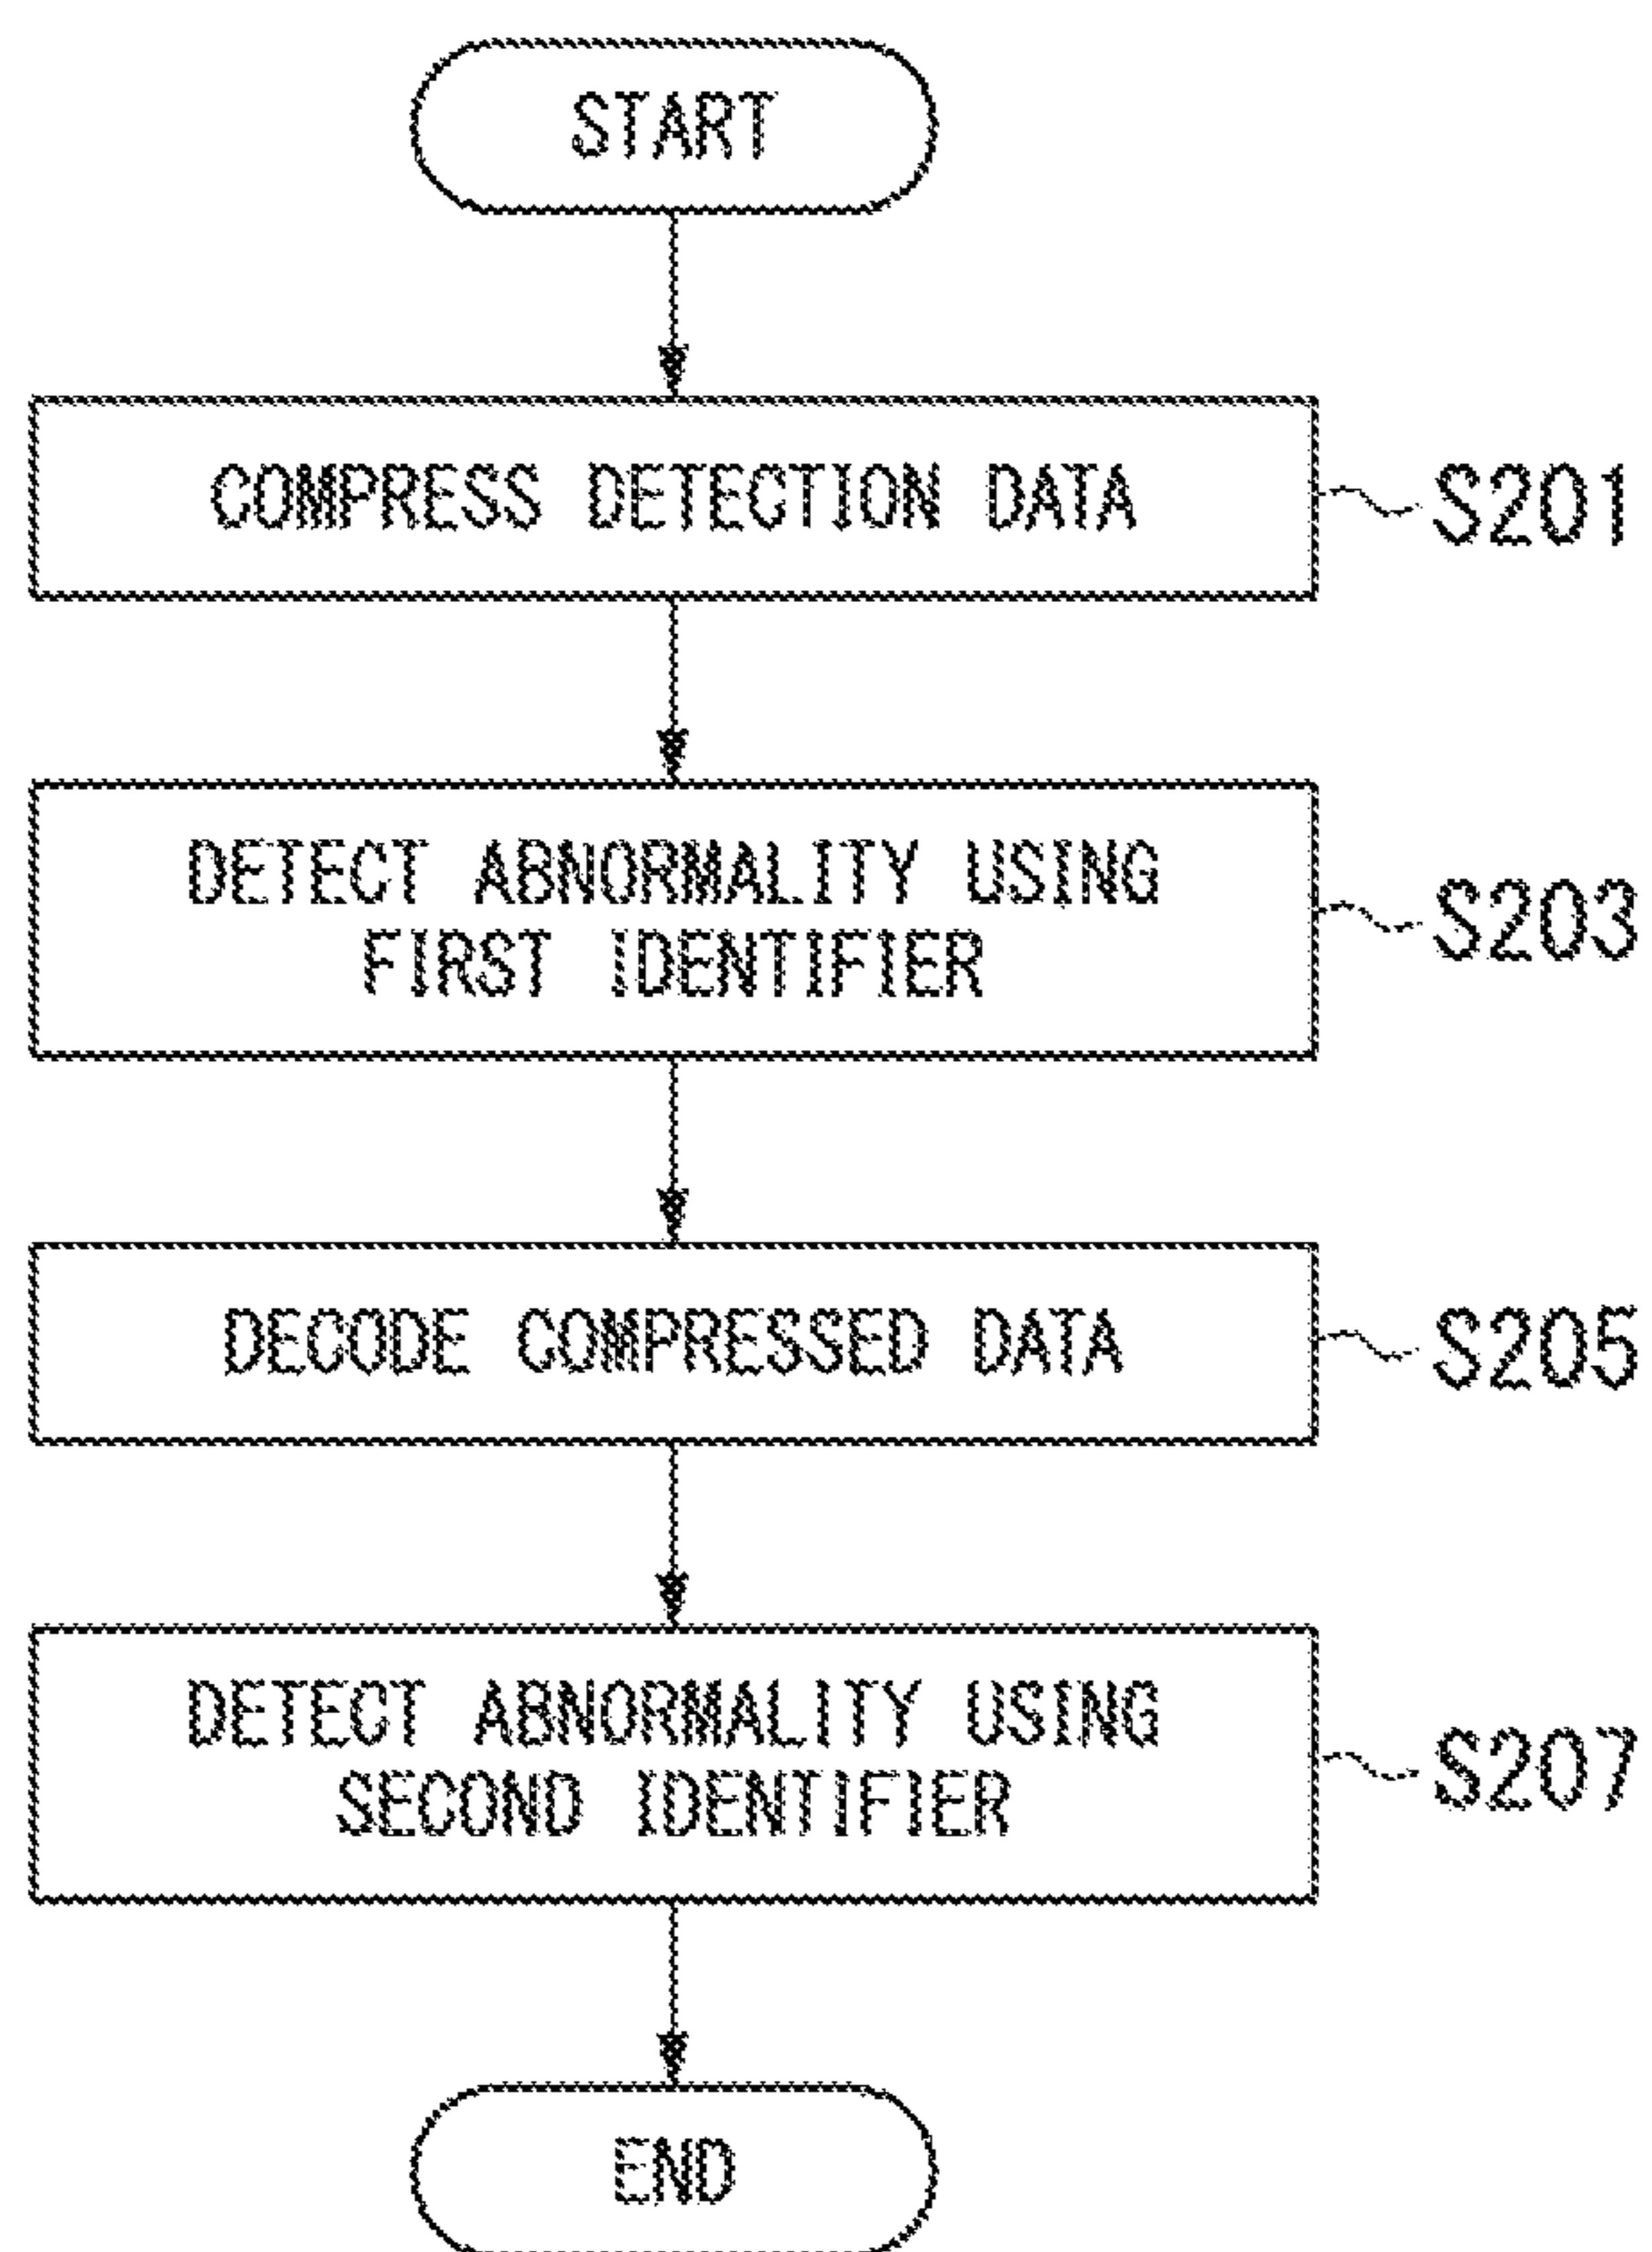 START
COMPRESS DETECTION DATA
S201
DETECT ABNORMALITY USING
FIRST IDENTIFIER
S203
DECODE COMPRESSED DATA
S205
DETECT ABNORMALITY USING
SECOND IDENTIFIER
S207
END